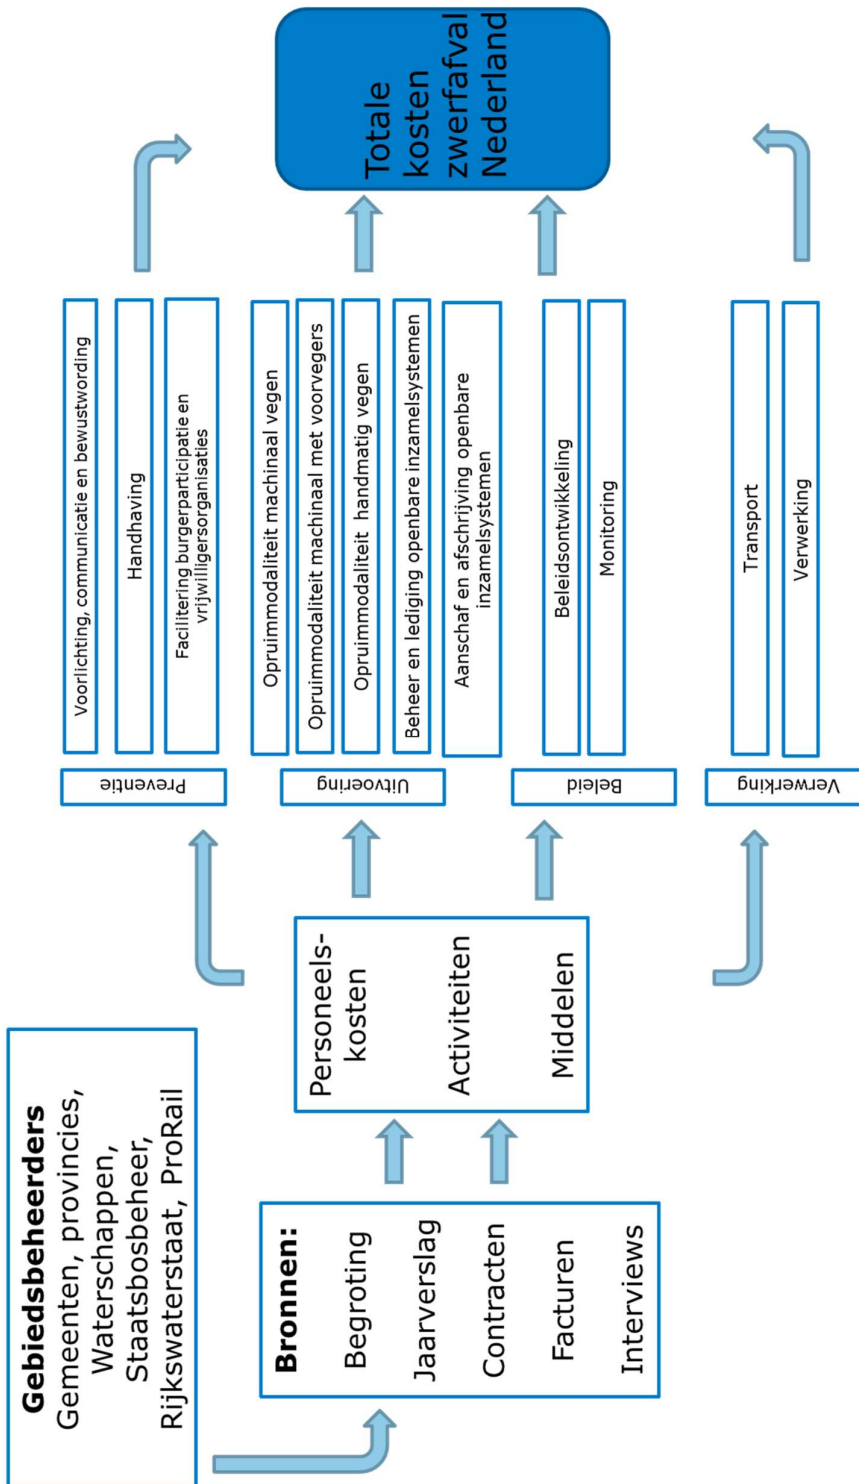 Gebiedsbeheerders
Gemeenten, provincies,
Waterschappen,
Staatsbosbeheer,
Rijkswaterstaat, ProRail
Bronnen:
Begroting
Jaarverslag
Contracten
Facturen
Interviews
Personeels-
kosten
Activiteiten
Middelen
Preventie
Voorlichting, communicatie en bewustwording
Handhaving
Facilitering burgerparticipatie en
vrijwilligersorganisaties
Uitvoering
Opruimmodaliteit machinaal vegen
Opruimmodaliteit machinaal met voorvegers
Opruimmodaliteit handmatig vegen
Beheer en lediging openbare inzamelsystemen
Aanschaf en afschrijving openbare
inzamelsystemen
Beleid
Beleidsontwikkeling
Monitoring
Verwerking
Transport
Verwerking
Totale
kosten
zwerfafval
Nederland